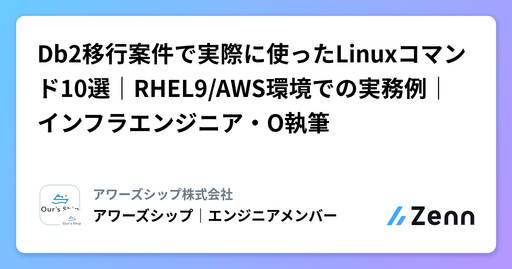 Db2移行案件で実際に使ったLinuxコマン
ド10選｜RHEL9/AWS環境での実務例｜
インフラエンジニア・O執筆
Our's Ship
Our's Ship
アワーズシップ株式会社
アワーズシップ｜エンジニアメンバー
Zenn